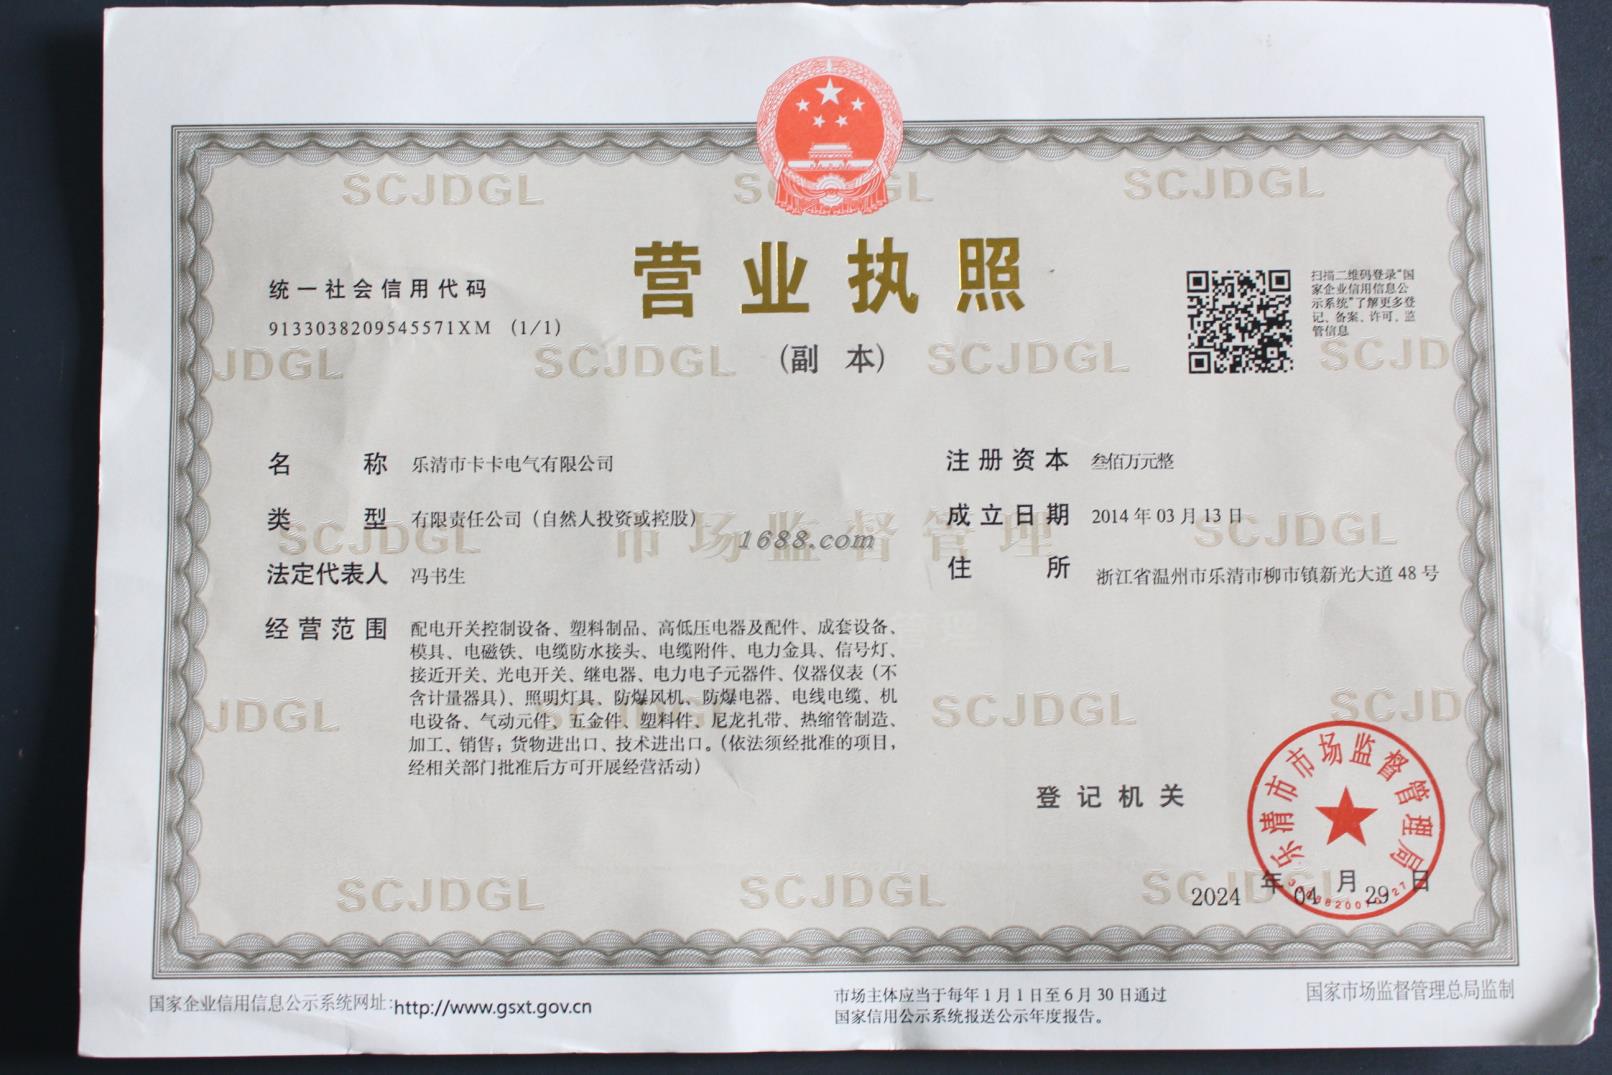 营业执照
(副 本)
统一社会信用代码
91330382095455571XM (1/1)
扫描二维码登录“国
家企业信用信息公
示系统”了解更多登
记、备案、许可、监
管信息
名 称 乐清市卡卡电气有限公司
类 型 有限责任公司（自然人投资或控股）
法定代表人 冯书生
经营范围 配电开关控制设备、塑料制品、高低压电器及配件、成套设备、
模具、电磁铁、电缆防水接头、电缆附件、电力金具、信号灯、
接近开关、光电开关、继电器、电力电子元器件、仪器仪表（不
含计量器具）、照明灯具、防爆风机、防爆电器、电线电缆、机
电设备、气动元件、五金件、塑料件、尼龙扎带、热缩管制造、
加工、销售；货物进出口、技术进出口。（依法须经批准的项目，
经相关部门批准后方可开展经营活动）
注册资本 叁佰万元整
成立日期 2014年03月13日
住 所 浙江省温州市乐清市柳市镇新光大道48号
1688.com
市场监督管理
SCJDGL
SCJDGL
SCJDGL
SCJDGL
SCJDGL
SCJDGL
SCJDGL
SCJDGL
SCJDGL
登记机关
乐清市市场监督管理局
2024年04月29日
国家企业信用信息公示系统网址:http://www.gsxt.gov.cn
市场主体应当于每年1月1日至6月30日通过
国家信用公示系统报送公示年度报告。
国家市场监督管理总局监制